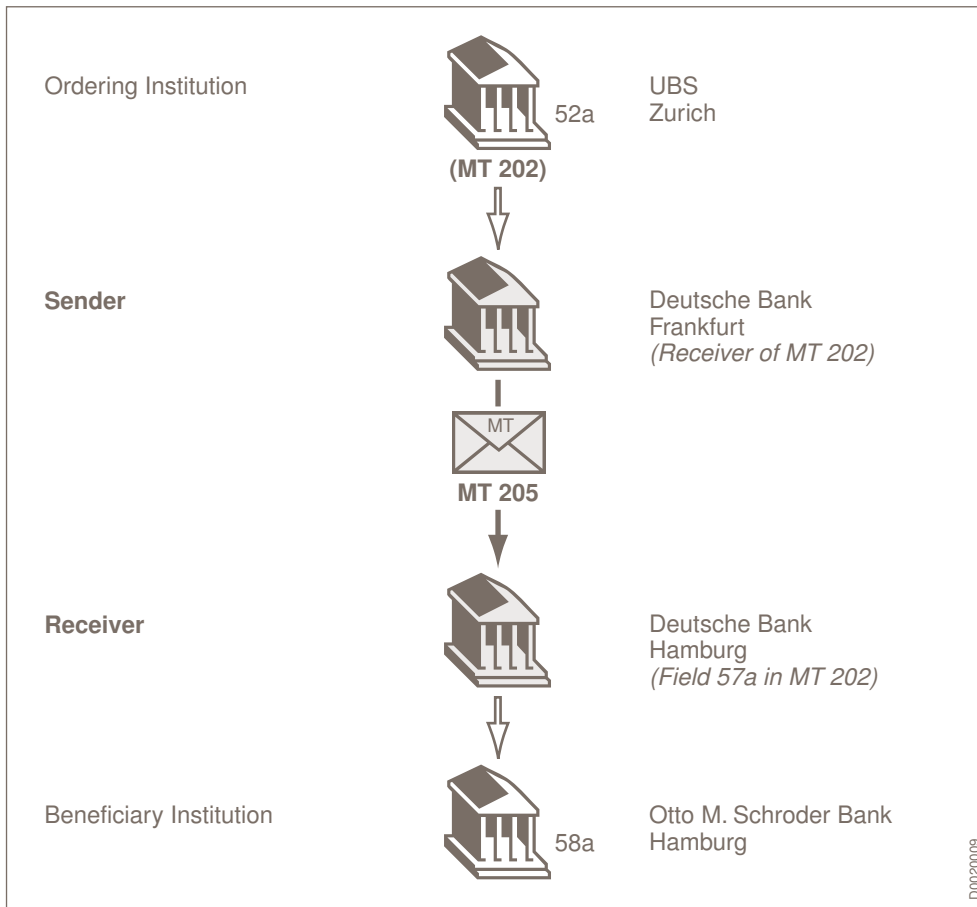 Ordering Institution
52a
UBS
Zurich
(MT 202)
Sender
Deutsche Bank
Frankfurt
(Receiver of MT 202)
MT
MT 205
Receiver
Deutsche Bank
Hamburg
(Field 57a in MT 202)
Beneficiary Institution
58a
Otto M. Schroder Bank
Hamburg
D0020009